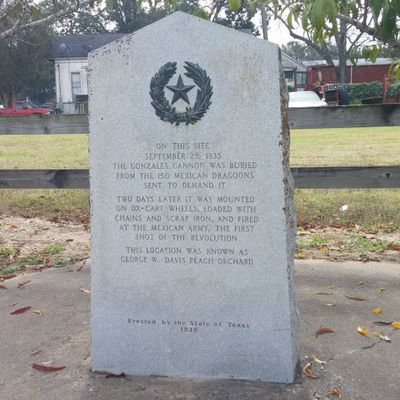 ON THIS SITE
SEPTEMBER 29, 1835
THE GONZALES CANNON WAS BURIED
FROM THE 150 MEXICAN DRAGOONS
SENT TO DEMAND IT
TWO DAYS LATER IT WAS MOUNTED
ON OX-CART WHEELS, LOADED WITH
CHAINS AND SCRAP IRON, AND FIRED
AT THE MEXICAN ARMY. THE FIRST
SHOT OF THE REVOLUTION
THIS LOCATION WAS KNOWN AS
GEORGE W. DAVIS PEACH ORCHARD
Erected by the State of Texas
1936